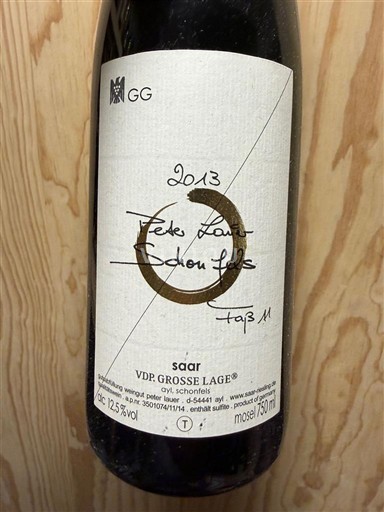 GG
2013
Peter Lauer
Schonfels
Faß 11
saar
VDP. GROSSE LAGE®
ayl, schonfels
gutsabfüllung weingut peter lauer . d-54441 ayl . www.saar-riesling.de
a.p.nr. 3501074/11/14 . enthält sulfite . product of germany
alc 12,5%vol
mosel 750 ml
T